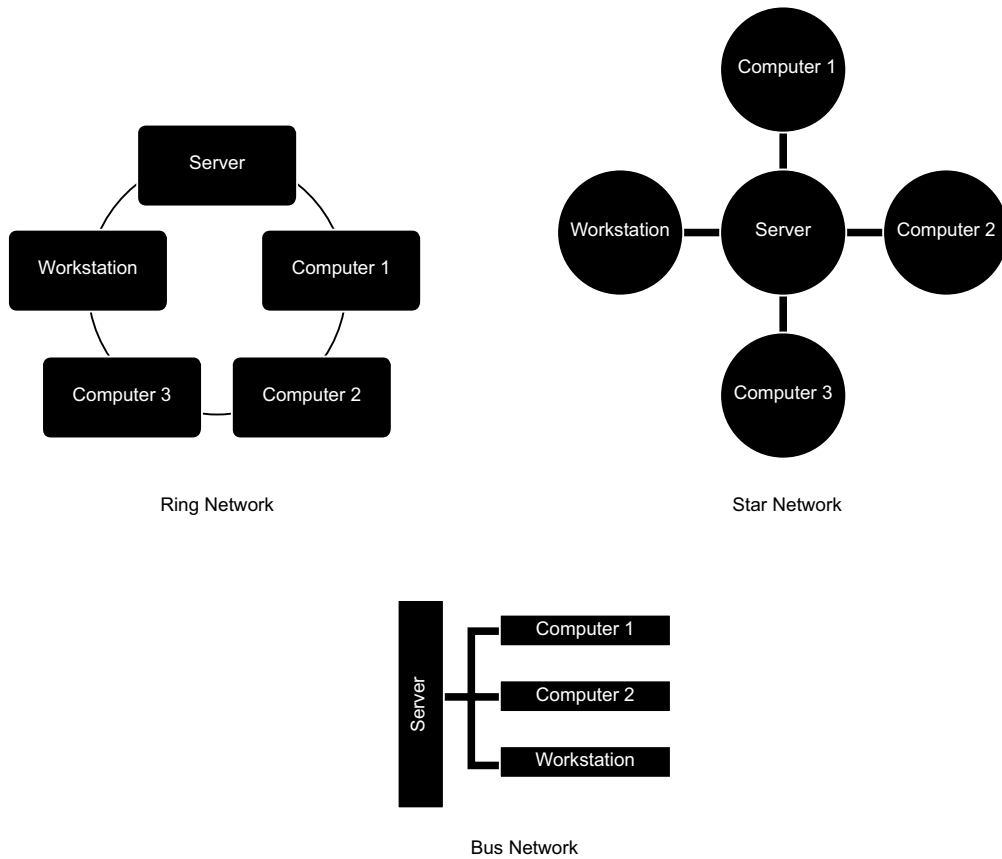 Server
Workstation
Computer 1
Computer 3
Computer 2
Ring Network
Computer 1
Workstation
Server
Computer 2
Computer 3
Star Network
Server
Computer 1
Computer 2
Workstation
Bus Network